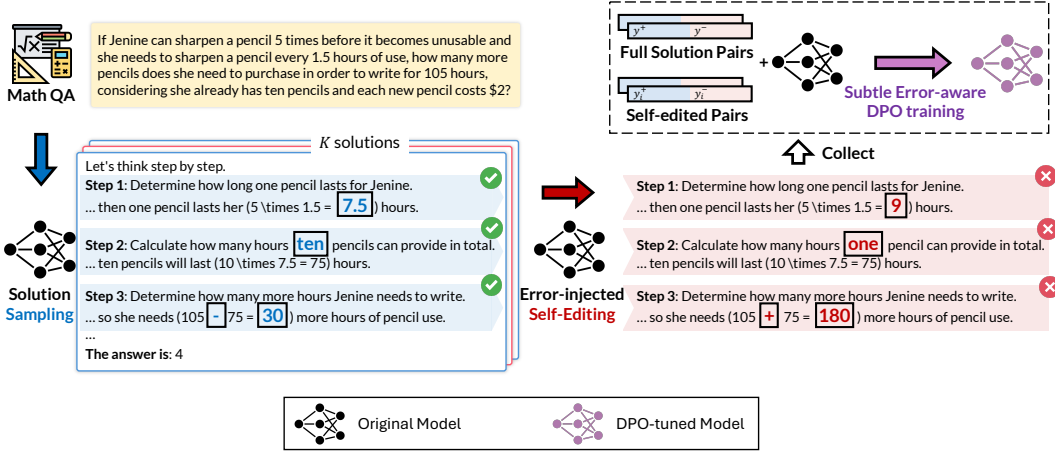 Math QA
If Jenine can sharpen a pencil 5 times before it becomes unusable and
she needs to sharpen a pencil every 1.5 hours of use, how many more
pencils does she need to purchase in order to write for 105 hours,
considering she already has ten pencils and each new pencil costs $2?
K solutions
Let's think step by step.
Step 1: Determine how long one pencil lasts for Jenine.
... then one pencil lasts her (5 \times 1.5 = 7.5 ) hours.
Step 2: Calculate how many hours ten pencils can provide in total.
... ten pencils will last (10 \times 7.5 = 75) hours.
Step 3: Determine how many more hours Jenine needs to write.
... so she needs (105 - 75 = 30 ) more hours of pencil use.
...
The answer is: 4
Solution
Sampling
Error-injected
Self-Editing
Step 1: Determine how long one pencil lasts for Jenine.
... then one pencil lasts her (5 \times 1.5 = 9 ) hours.
Step 2: Calculate how many hours one pencil can provide in total.
... ten pencils will last (10 \times 7.5 = 75) hours.
Step 3: Determine how many more hours Jenine needs to write.
... so she needs (105 + 75 = 180 ) more hours of pencil use.
Collect
y⁺ y⁻
Full Solution Pairs
+
yᵢ⁺ yᵢ⁻
Self-edited Pairs
Subtle Error-aware
DPO training
Original Model
DPO-tuned Model